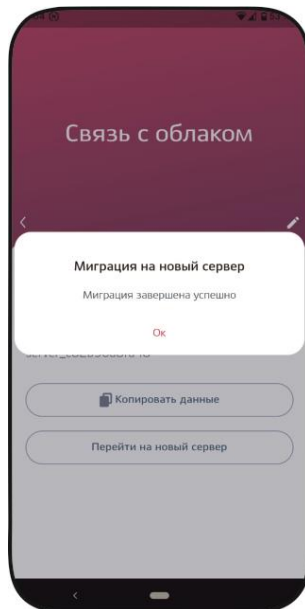 Связь с облаком
Миграция на новый сервер
Миграция завершена успешно
Ок
Копировать данные
Перейти на новый сервер